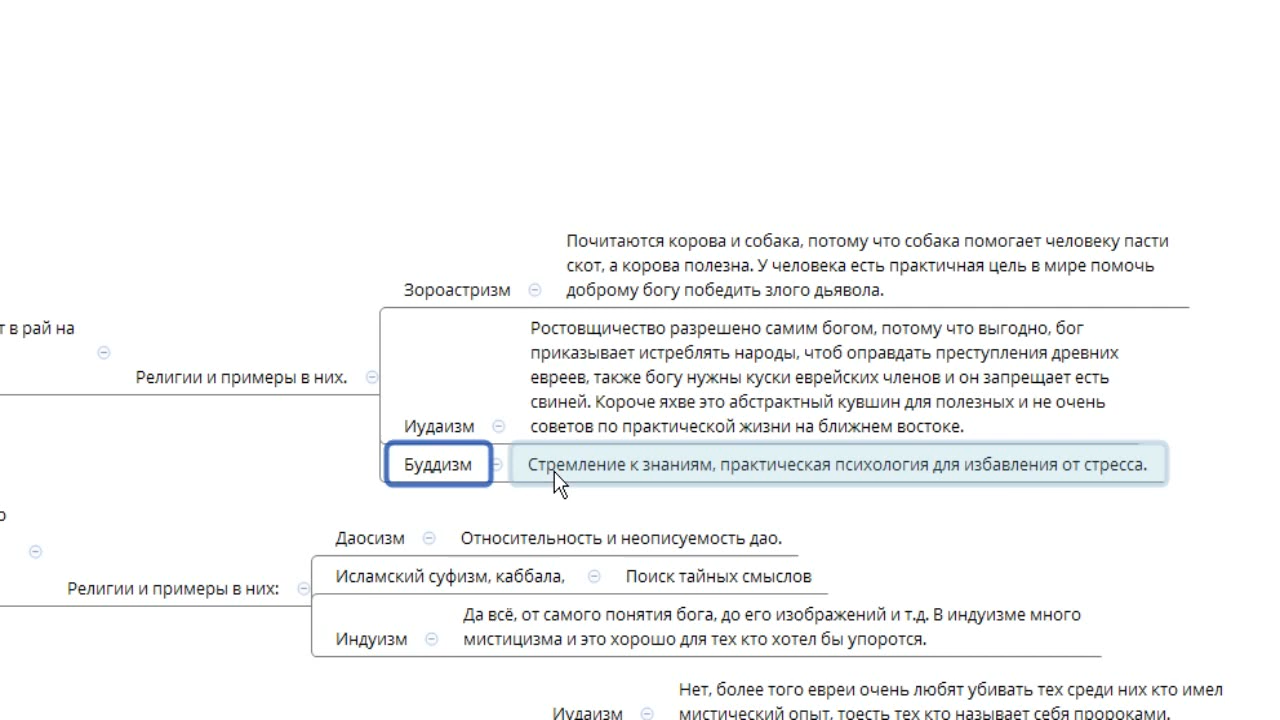 Почитаются корова и собака, потому что собака помогает человеку пасти
скот, а корова полезна. У человека есть практичная цель в мире помочь
Зороастризм
доброму богу победить злого дьявола.
т в рай на
Религии и примеры в них.
Ростовщичество разрешено самим богом, потому что выгодно, бог
приказывает истреблять народы, чтоб оправдать преступления древних
евреев, также богу нужны куски еврейских членов и он запрещает есть
свиней. Короче яхве это абстрактный кувшин для полезных и не очень
Иудаизм
советов по практической жизни на ближнем востоке.
Буддизм
Стремление к знаниям, практическая психология для избавления от стресса.
о
Религии и примеры в них:
Даосизм
Относительность и неописуемость дао.
Исламский суфизм, каббала,
Поиск тайных смыслов
Да всё, от самого понятия бога, до его изображений и т.д. В индуизме много
Индуизм
мистицизма и это хорошо для тех кто хотел бы упоротся.
Нет, более того евреи очень любят убивать тех среди них кто имел
Иудаизм
мистический опыт, тоесть тех кто называет себя пророками.